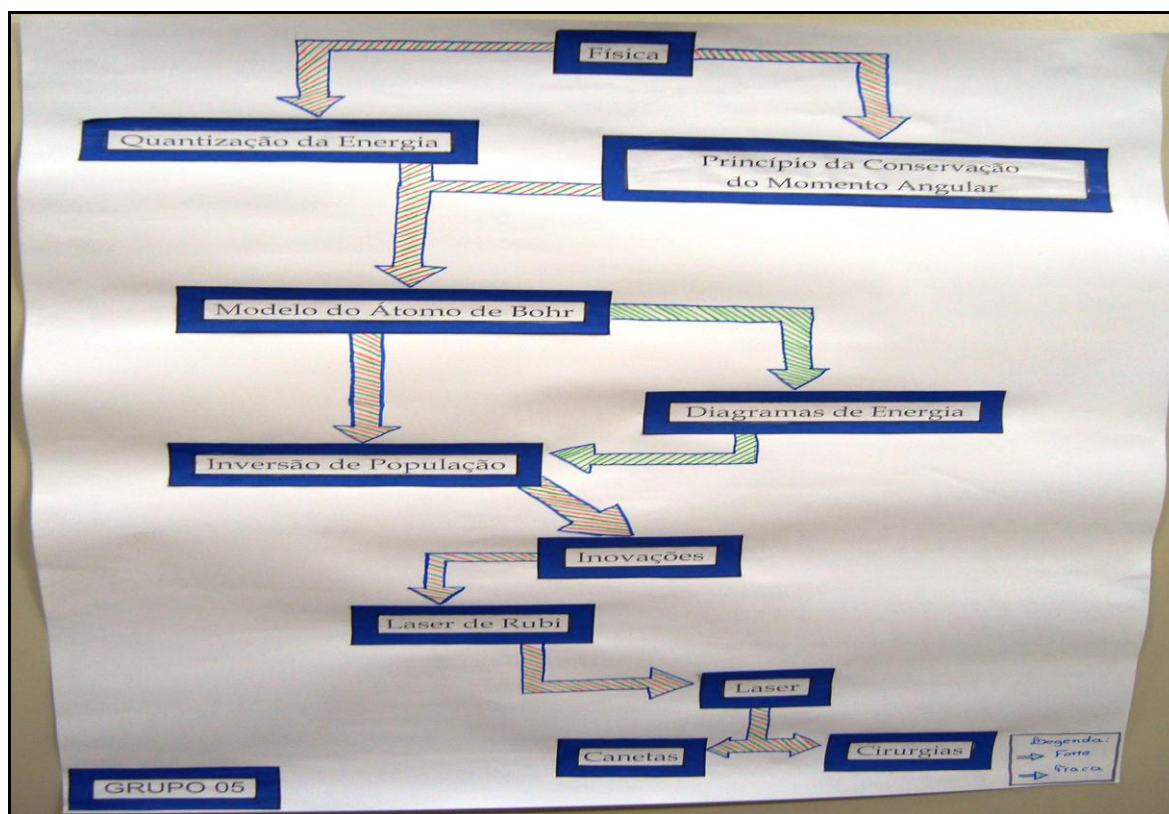 Física
Quantização da Energia
Princípio da Conservação
do Momento Angular
Modelo do Átomo de Bohr
Diagramas de Energia
Inversão de População
Inovações
Laser de Rubi
Laser
Canetas
Cirurgias
GRUPO 05
Legenda:
Forte
Fraca